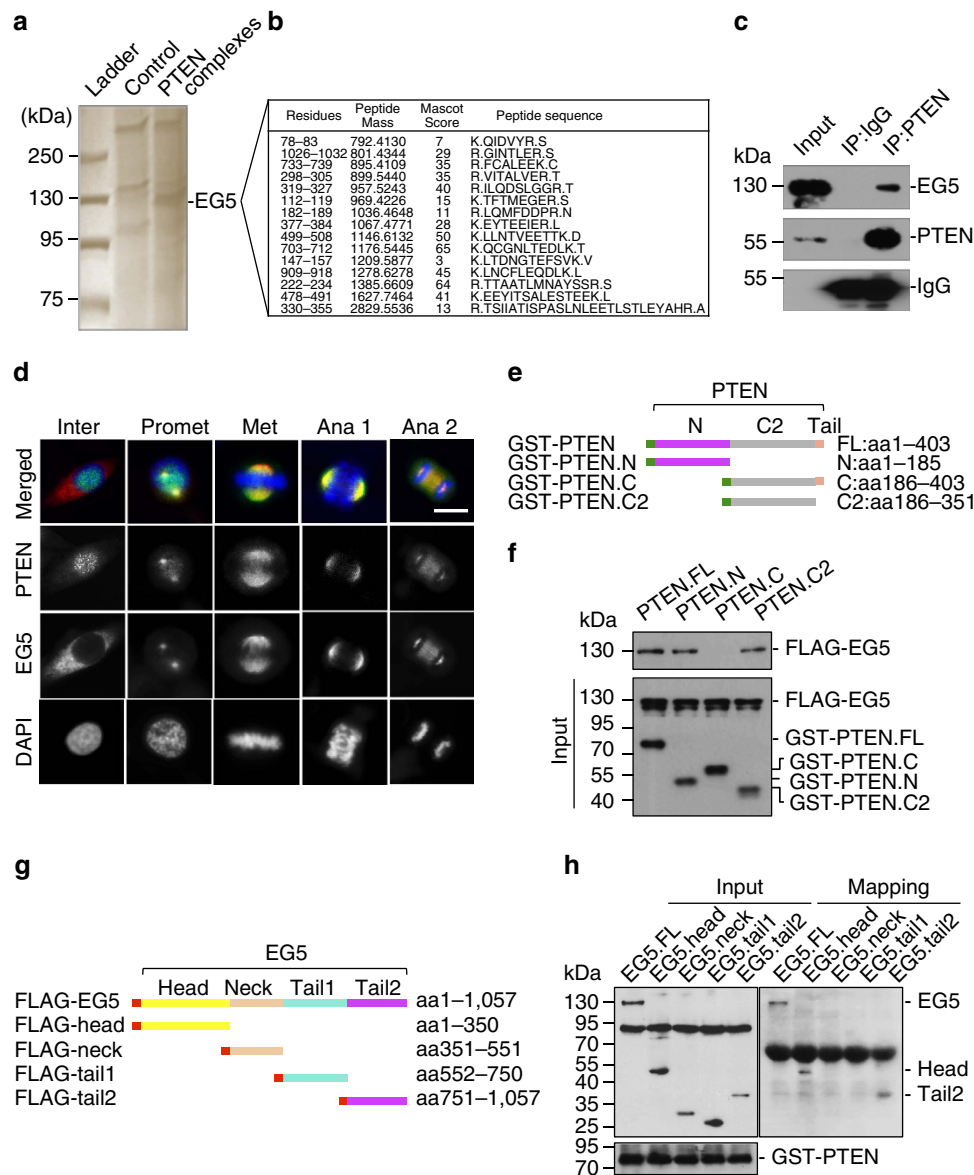 a
Ladder
Control
PTEN
complexes
(kDa)
250
130
95
75
-EG5
b
Residues Peptide Mass Mascot Score Peptide sequence
78–83 792.4130 7 K.QIDVYR.S
1026–1032 801.4344 29 R.GINTLER.S
733–739 895.4109 35 R.FCALEEK.C
298–305 899.5440 35 R.VITALVER.T
319–327 957.5243 40 R.ILQDSLGGR.T
112–119 969.4226 15 K.TFTMEGER.S
182–189 1036.4648 11 R.LQMFDDPR.N
377–384 1067.4771 28 K.EYTEEIER.L
499–508 1146.6132 50 K.LLNTVEETTK.D
703–712 1176.5445 65 K.QCGNLTEDLK.T
147–157 1209.5877 3 K.LTDNGTEFSVK.V
909–918 1278.6278 45 K.LNCFLEQDLK.L
222–234 1385.6609 64 R.TTAATLMNAYSSR.S
478–491 1627.7464 41 K.EEYITSALESTEEK.L
330–355 2829.5536 13 R.TSIIATISPASLNLEETLSTLEYAHR.A
c
Input
IP:IgG
IP:PTEN
kDa
130
-EG5
55
-PTEN
55
-IgG
d
Inter Promet Met Ana 1 Ana 2
Merged
PTEN
EG5
DAPI
e
PTEN
N C2 Tail
GST-PTEN FL:aa1–403
GST-PTEN.N N:aa1–185
GST-PTEN.C C:aa186–403
GST-PTEN.C2 C2:aa186–351
f
PTEN.FL
PTEN.N
PTEN.C
PTEN.C2
kDa
130
- FLAG-EG5
Input
130
95
70
55
40
FLAG-EG5
GST-PTEN.FL
GST-PTEN.C
GST-PTEN.N
GST-PTEN.C2
g
EG5
Head Neck Tail1 Tail2
FLAG-EG5 aa1–1,057
FLAG-head aa1–350
FLAG-neck aa351–551
FLAG-tail1 aa552–750
FLAG-tail2 aa751–1,057
h
Input Mapping
EG5.FL
EG5.head
EG5.neck
EG5.tail1
EG5.tail2
EG5.FL
EG5.head
EG5.neck
EG5.tail1
EG5.tail2
kDa
130
95
70
55
40
35
25
95
70
- EG5
- Head
- Tail2
- GST-PTEN